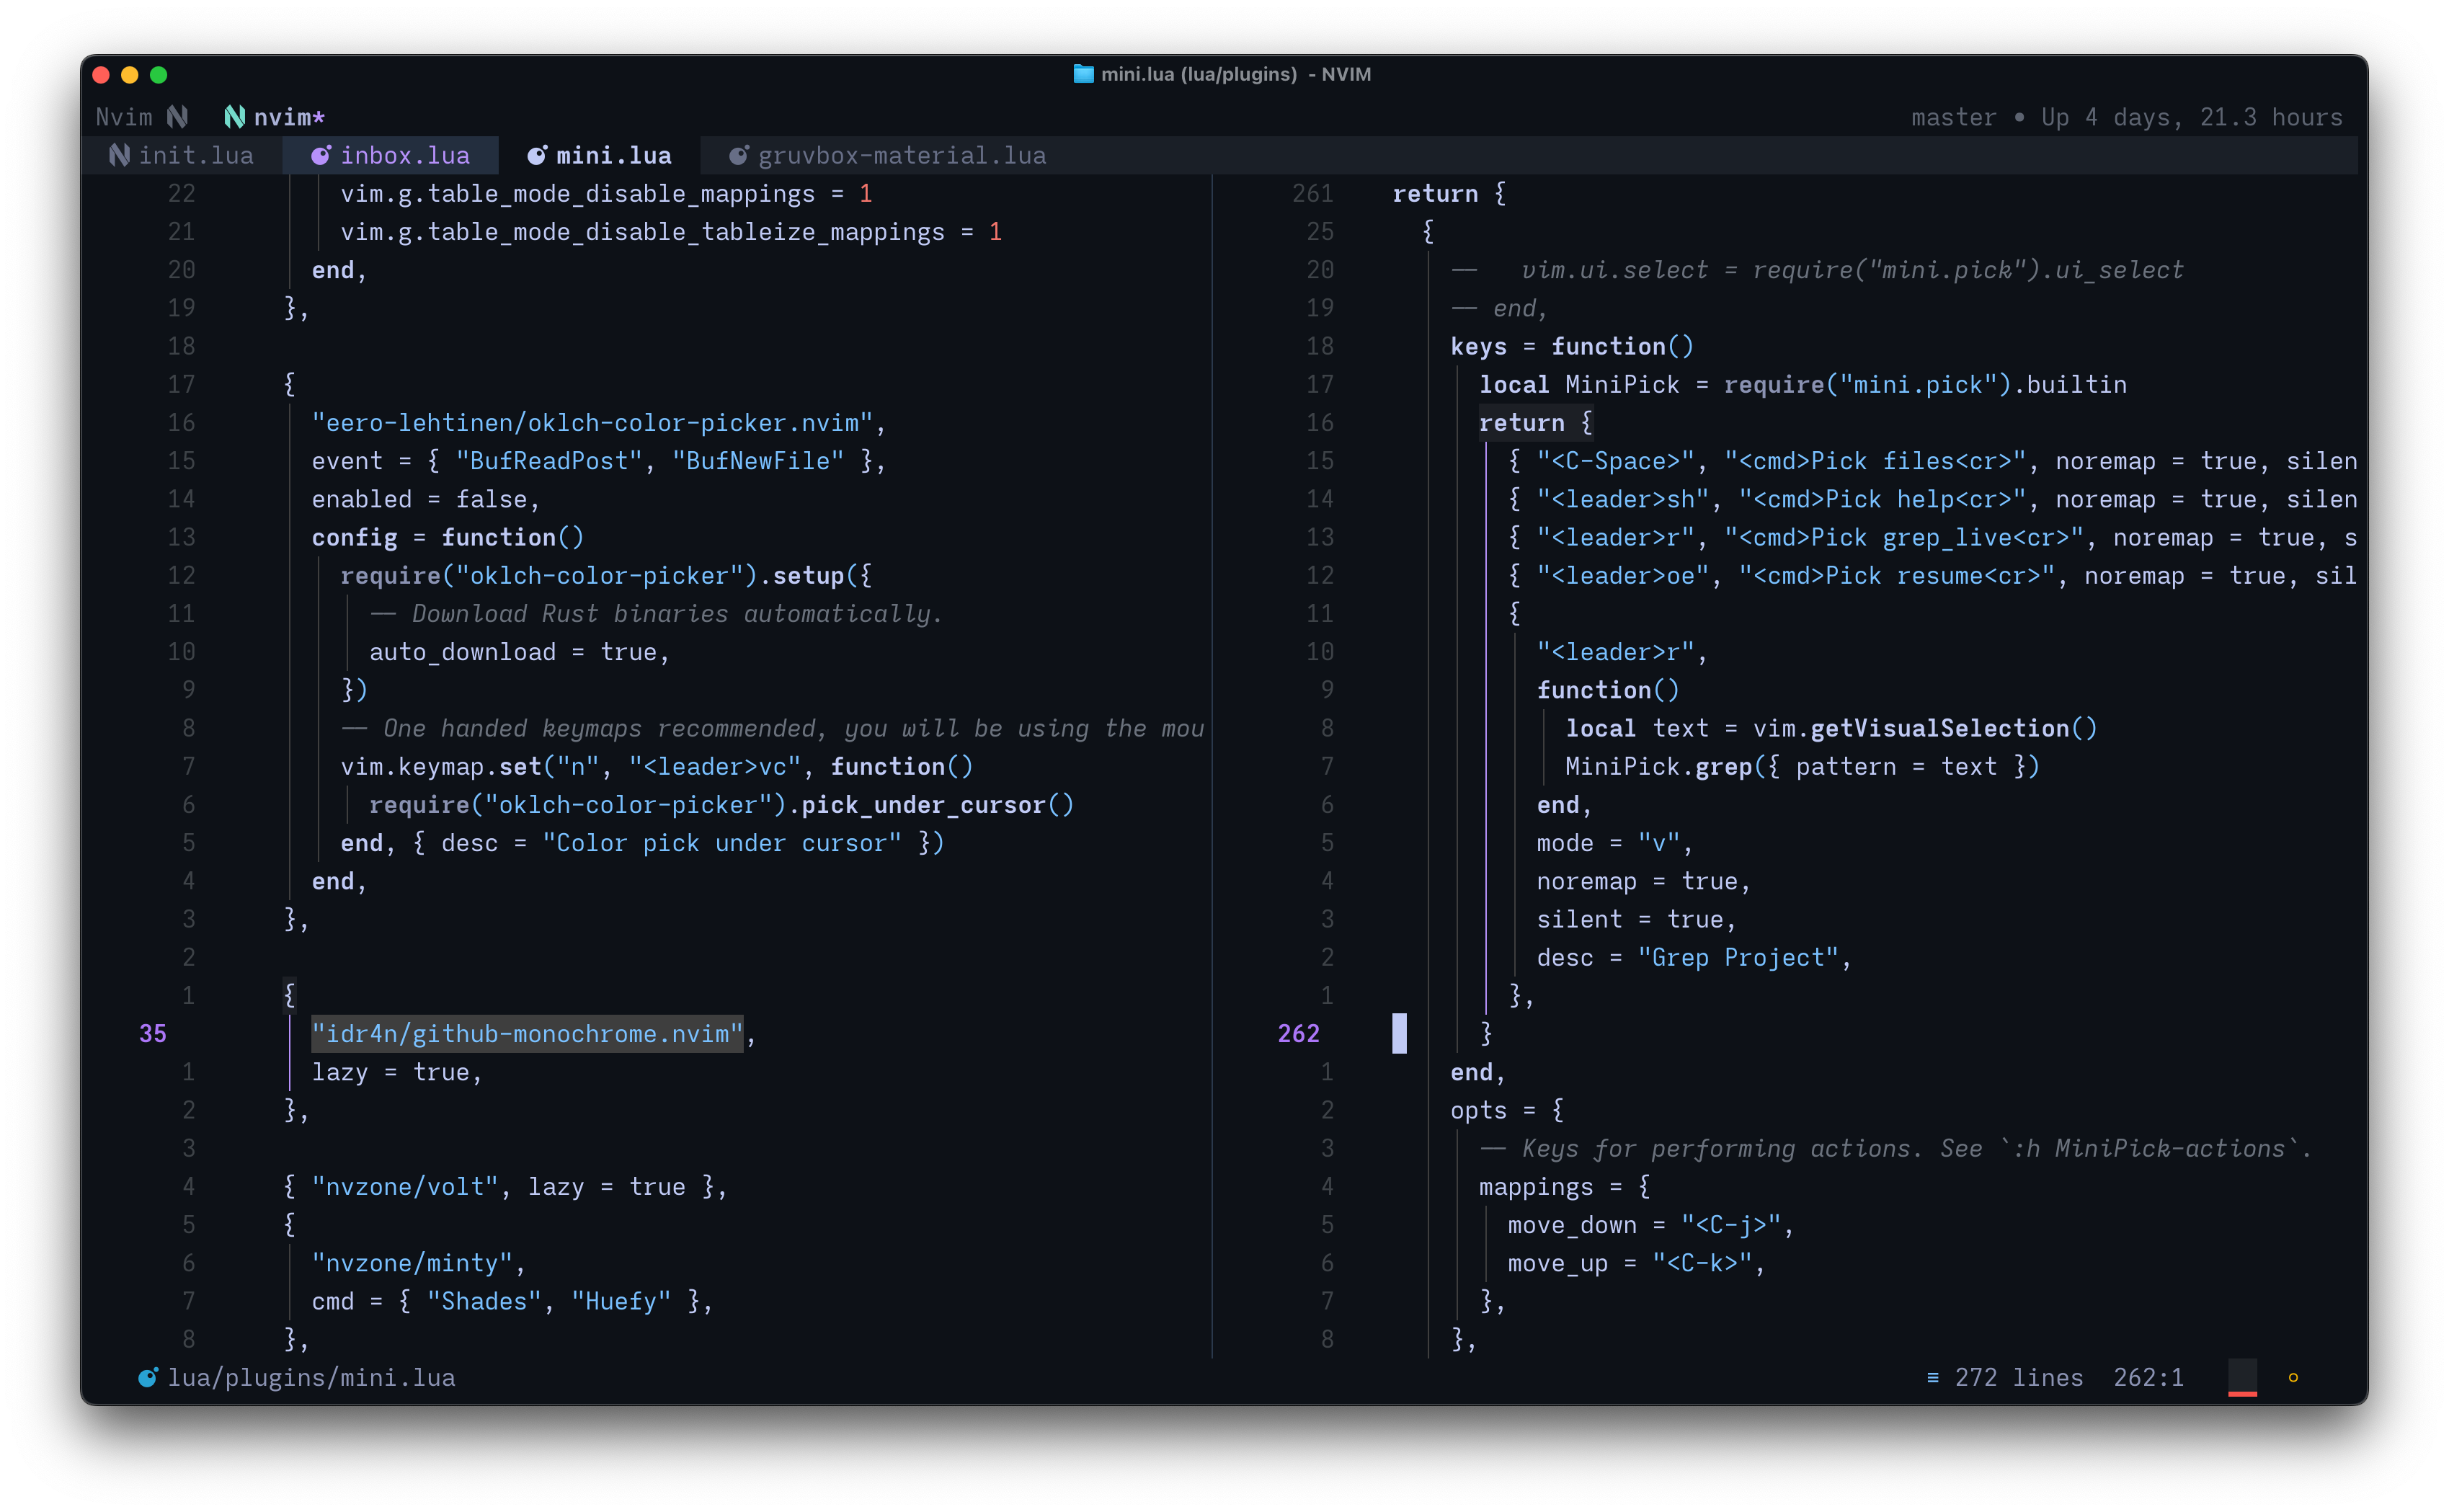 mini.lua (lua/plugins) - NVIM
Nvim nvim* master • Up 4 days, 21.3 hours
init.lua inbox.lua mini.lua gruvbox-material.lua
22 vim.g.table_mode_disable_mappings = 1
21 vim.g.table_mode_disable_tableize_mappings = 1
20 end,
19 },
18
17 {
16 "eero-lehtinen/oklch-color-picker.nvim",
15 event = { "BufReadPost", "BufNewFile" },
14 enabled = false,
13 config = function()
12 require("oklch-color-picker").setup({
11 -- Download Rust binaries automatically.
10 auto_download = true,
9 })
8 -- One handed keymaps recommended, you will be using the mou
7 vim.keymap.set("n", "<leader>vc", function()
6 require("oklch-color-picker").pick_under_cursor()
5 end, { desc = "Color pick under cursor" })
4 end,
3 },
2
1 {
35 "idr4n/github-monochrome.nvim",
1 lazy = true,
2 },
3
4 { "nvzone/volt", lazy = true },
5 {
6 "nvzone/minty",
7 cmd = { "Shades", "Huefy" },
8 },
261 return {
25 {
20 --   vim.ui.select = require("mini.pick").ui_select
19 -- end,
18 keys = function()
17 local MiniPick = require("mini.pick").builtin
16 return {
15 { "<C-Space>", "<cmd>Pick files<cr>", noremap = true, silen
14 { "<leader>sh", "<cmd>Pick help<cr>", noremap = true, silen
13 { "<leader>r", "<cmd>Pick grep_live<cr>", noremap = true, s
12 { "<leader>oe", "<cmd>Pick resume<cr>", noremap = true, sil
11 {
10 "<leader>r",
9 function()
8 local text = vim.getVisualSelection()
7 MiniPick.grep({ pattern = text })
6 end,
5 mode = "v",
4 noremap = true,
3 silent = true,
2 desc = "Grep Project",
1 },
262 }
1 end,
2 opts = {
3 -- Keys for performing actions. See `:h MiniPick-actions`.
4 mappings = {
5 move_down = "<C-j>",
6 move_up = "<C-k>",
7 },
8 },
lua/plugins/mini.lua ≡ 272 lines 262:1